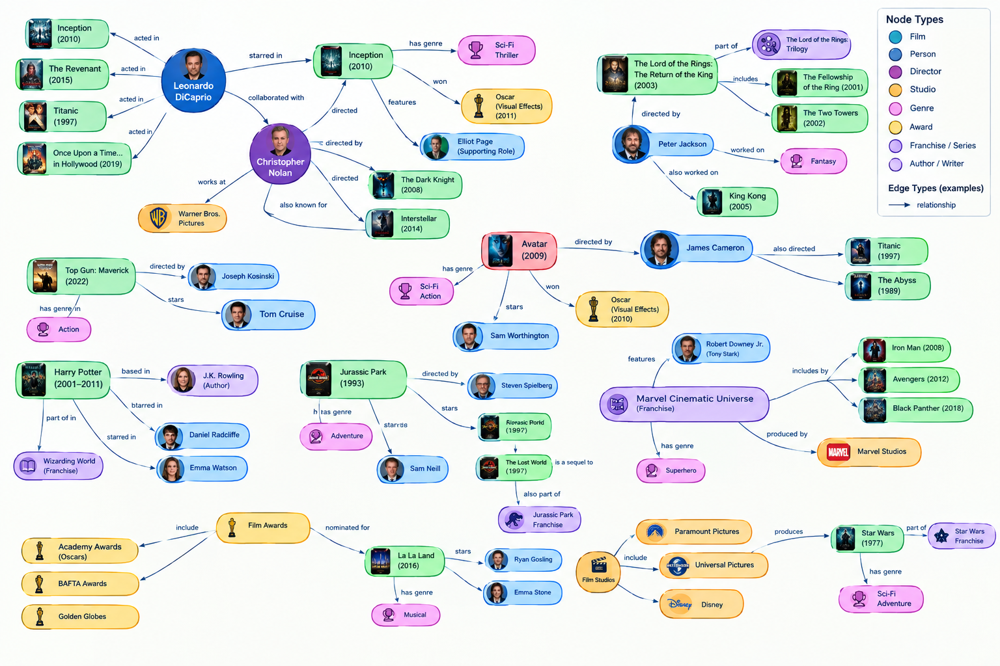 Inception
(2010)
The Revenant
(2015)
Titanic
(1997)
Once Upon a Time...
in Hollywood (2019)
acted in
acted in
acted in
acted in
Leonardo
DiCaprio
starred in
collaborated with
Inception
(2010)
has genre
Sci-Fi
Thriller
won
Oscar
(Visual Effects)
(2011)
features
Elliot Page
(Supporting Role)
directed
Christopher
Nolan
directed by
The Dark Knight
(2008)
directed
Interstellar
(2014)
also known for
works at
WB
Warner Bros.
Pictures
The Lord of the Rings:
The Return of the King
(2003)
part of
The Lord of the Rings:
Trilogy
includes
The Fellowship
of the Ring (2001)
The Two Towers
(2002)
directed by
Peter Jackson
worked on
Fantasy
also worked on
King Kong
(2005)
Node Types
Film
Person
Director
Studio
Genre
Award
Franchise / Series
Author / Writer
Edge Types (examples)
relationship
Top Gun: Maverick
(2022)
directed by
Joseph Kosinski
stars
Tom Cruise
has genre in
Action
Avatar
(2009)
directed by
James Cameron
also directed
Titanic
(1997)
The Abyss
(1989)
has genre
Sci-Fi
Action
stars
Sam Worthington
won
Oscar
(Visual Effects)
(2010)
Harry Potter
(2001–2011)
based in
J.K. Rowling
(Author)
bstarred in
Daniel Radcliffe
starred in
Emma Watson
part of in
Wizarding World
(Franchise)
Jurassic Park
(1993)
directed by
Steven Spielberg
stars
(1997)
The Lost World
(1997)
is a sequel to
also part of
Jurassic Park
Franchise
has genre
Adventure
Sam Neill
Robert Downey Jr.
(Tony Stark)
features
Marvel Cinematic Universe
(Franchise)
includes by
Iron Man (2008)
Avengers (2012)
Black Panther (2018)
produced by
MARVEL
Marvel Studios
has genre
Superhero
Film Awards
include
Academy Awards
(Oscars)
BAFTA Awards
Golden Globes
nominated for
La La Land
(2016)
stars
Ryan Gosling
Emma Stone
has genre
Musical
Film Studios
include
Paramount Pictures
Universal Pictures
Disney
Disney
produces
Star Wars
(1977)
part of
Star Wars
Franchise
has genre
Sci-Fi
Adventure